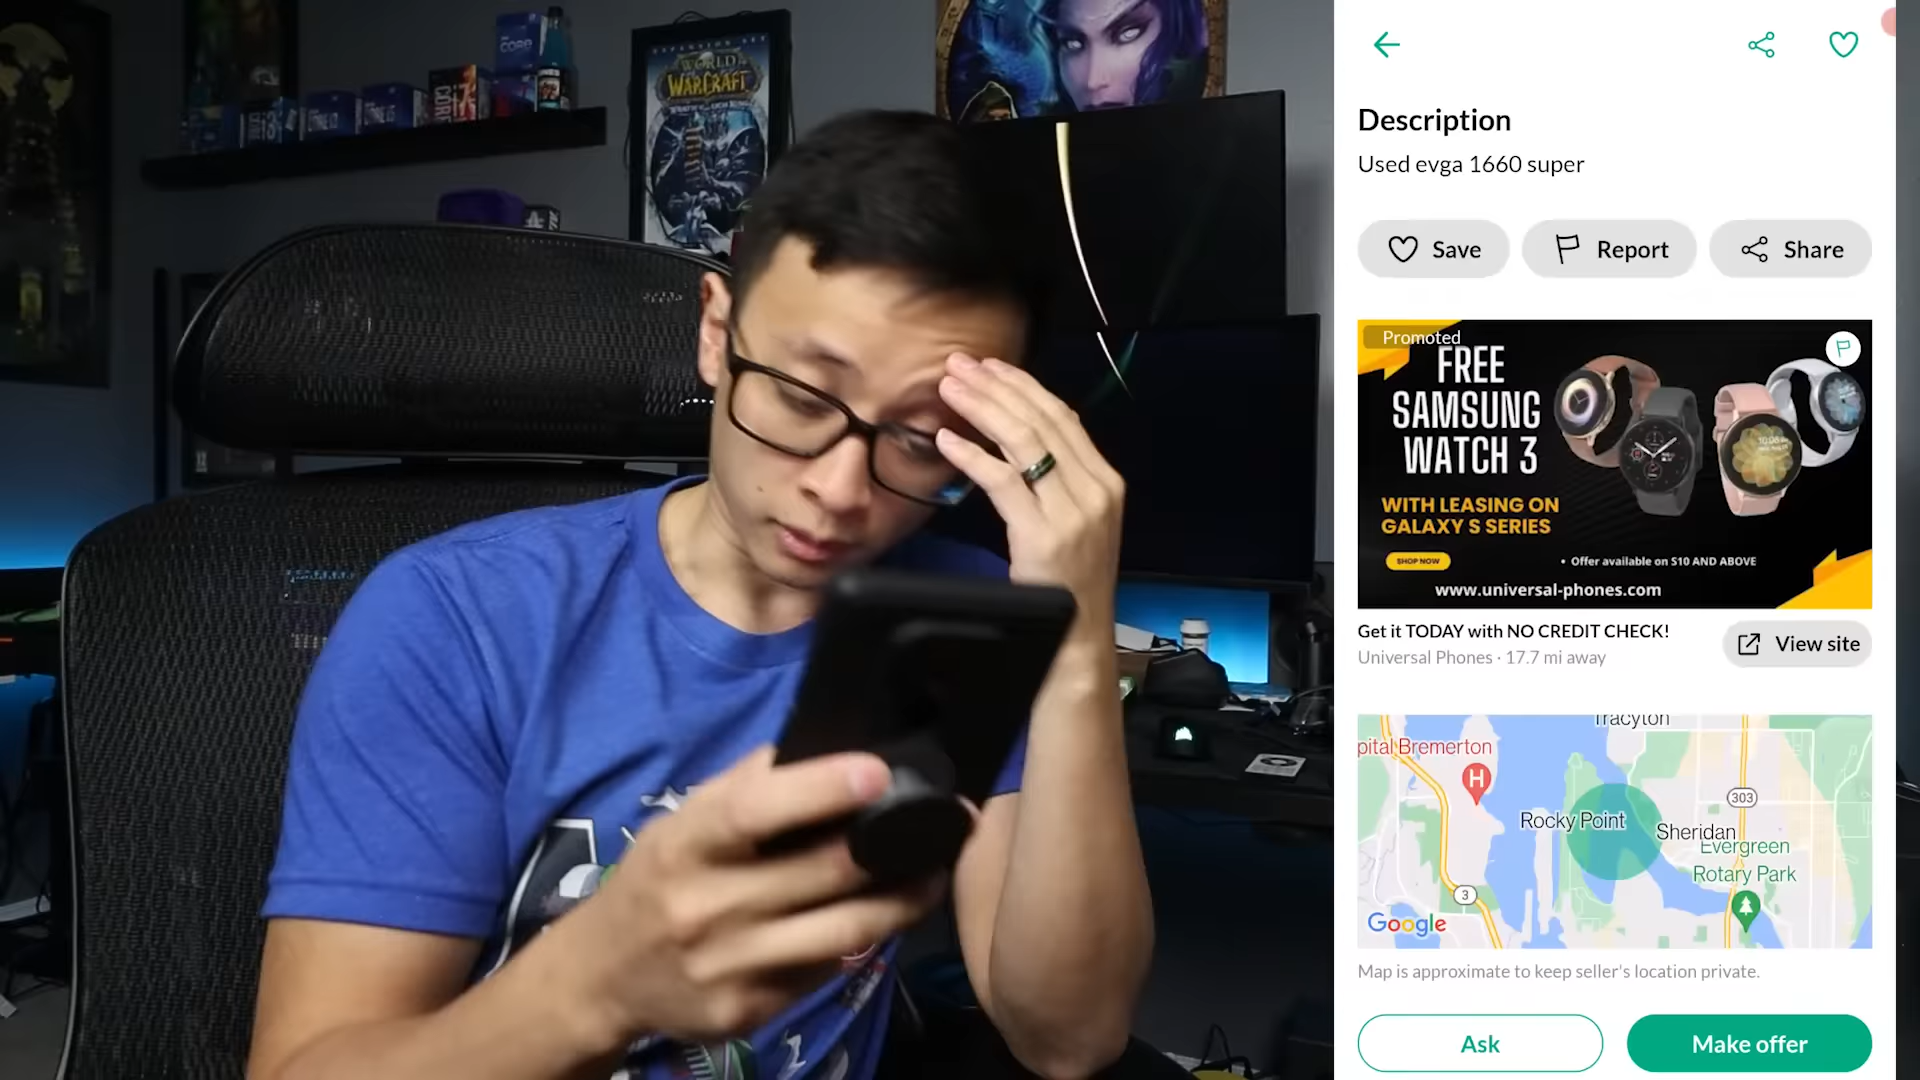 CORE
CORE
WORLD
WARCRAFT
Description
Used evga 1660 super
Save
Report
Share
Promoted
FREE
SAMSUNG
WATCH 3
WITH LEASING ON
GALAXY S SERIES
SHOP NOW
• Offer available on S10 AND ABOVE
www.universal-phones.com
Get it TODAY with NO CREDIT CHECK!
Universal Phones · 17.7 mi away
View site
Tracyton
pital Bremerton
H
303
Rocky Point
Sheridan
Evergreen
Rotary Park
3
Google
Map is approximate to keep seller's location private.
Ask
Make offer